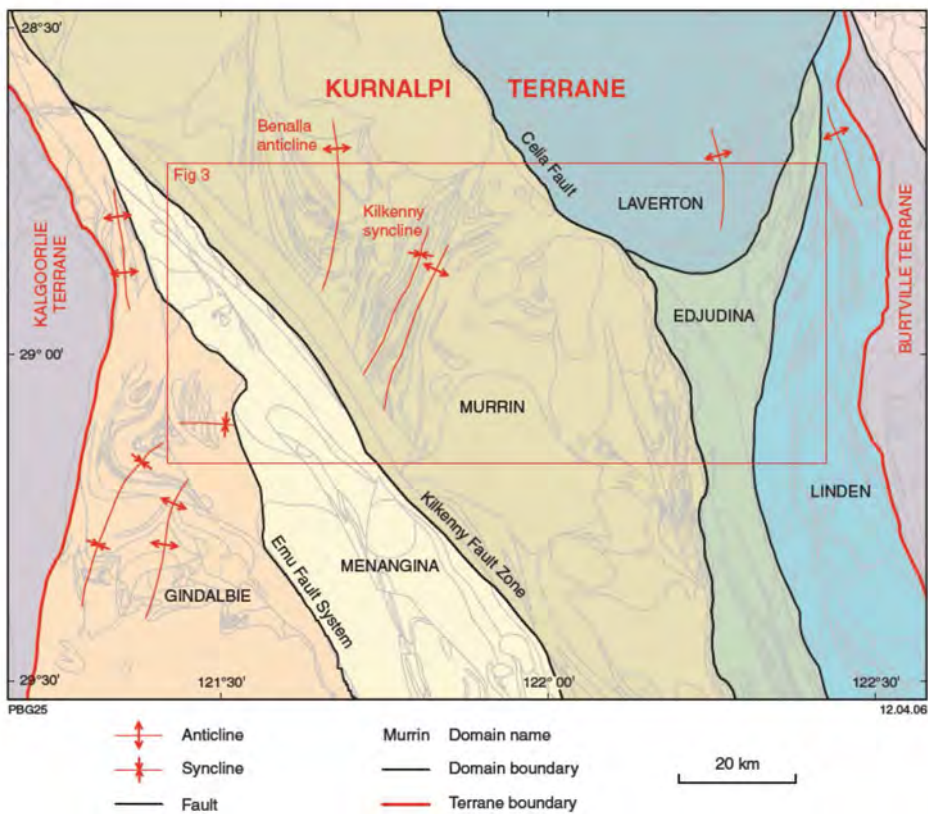 28°30'
KURNALPI TERRANE
Benalla
anticline
Celia Fault
Fig 3
LAVERTON
Kilkenny
syncline
KALGOORLIE
TERRANE
BURTVILLE TERRANE
EDJUDINA
29° 00'
MURRIN
LINDEN
Kilkenny Fault Zone
Emu Fault System
MENANGINA
GINDALBIE
29°30'
121°30'
122°00'
122°30'
PBG25
12.04.06
Anticline
Syncline
Fault
Murrin Domain name
Domain boundary
Terrane boundary
20 km